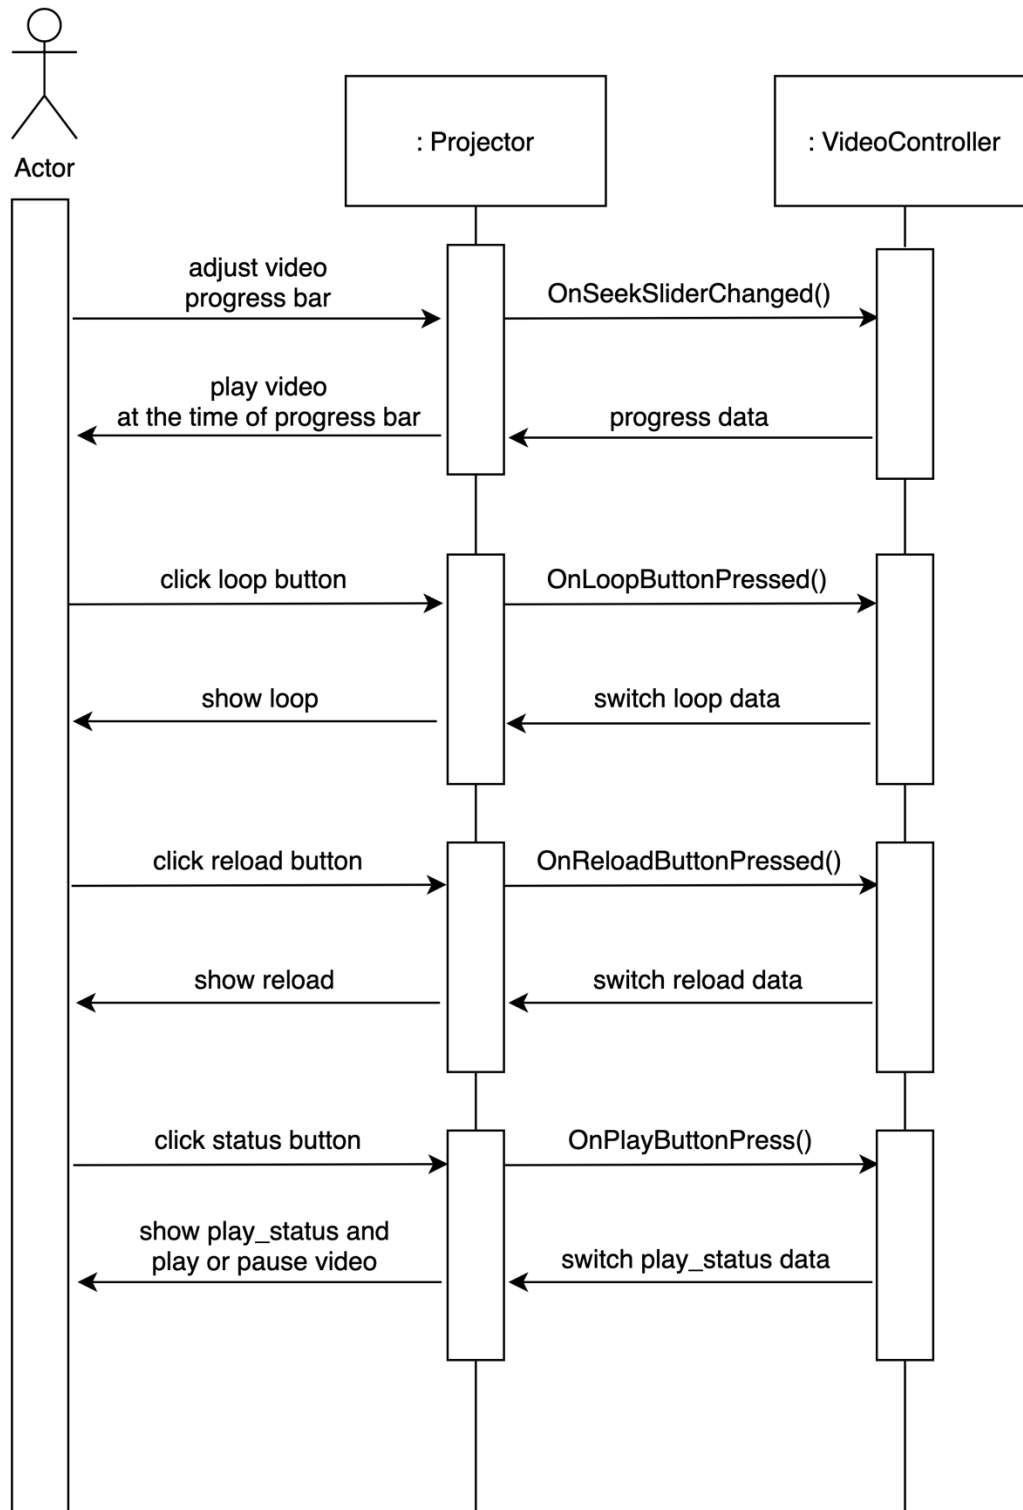 Actor
: Projector
: VideoController
adjust video
progress bar
OnSeekSliderChanged()
play video
at the time of progress bar
progress data
click loop button
OnLoopButtonPressed()
show loop
switch loop data
click reload button
OnReloadButtonPressed()
show reload
switch reload data
click status button
OnPlayButtonPress()
show play_status and
play or pause video
switch play_status data